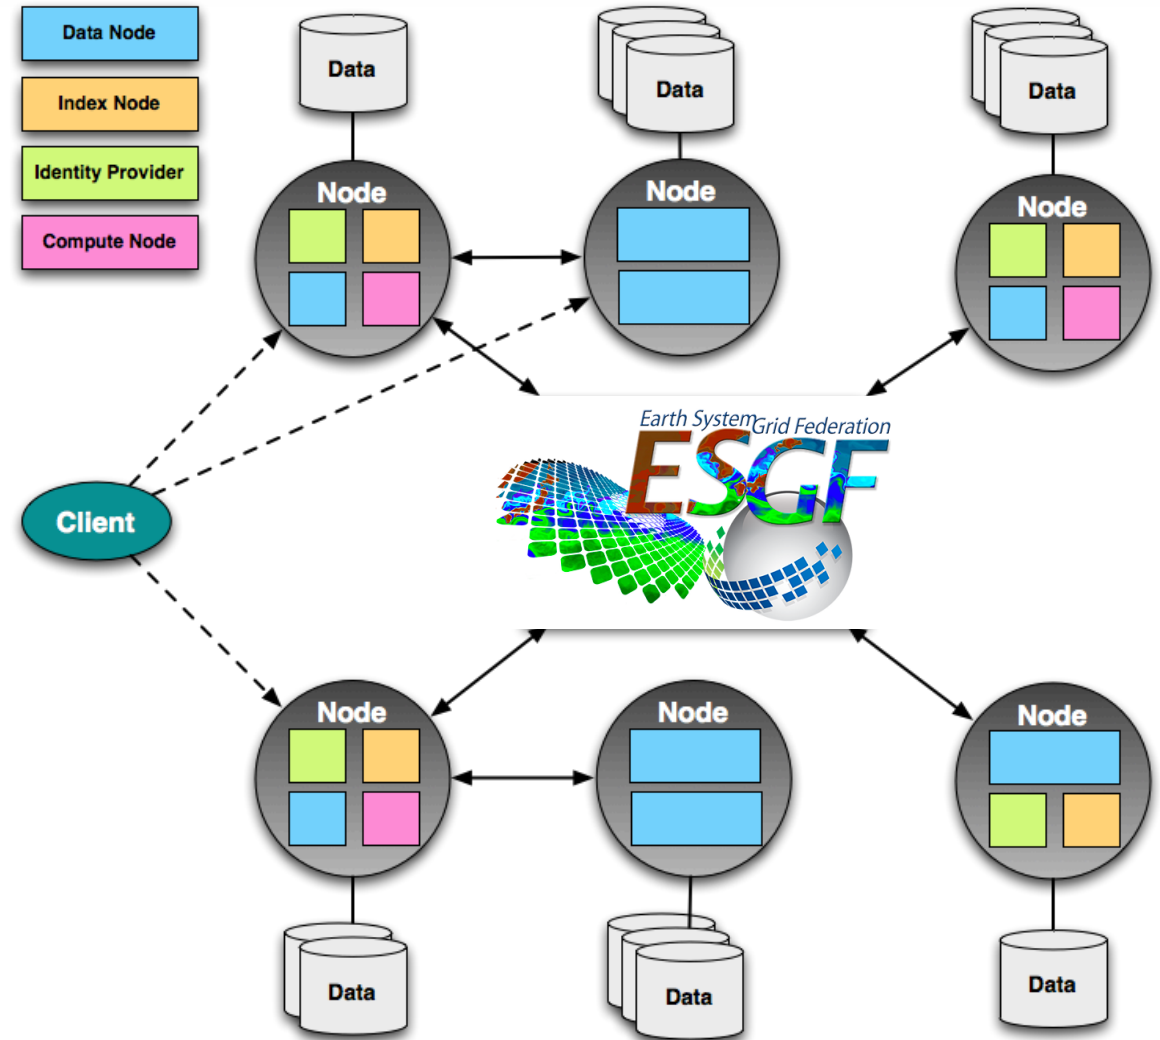 Data Node
Index Node
Identity Provider
Compute Node
Data
Data
Data
Node
Node
Node
Earth System Grid Federation
ESGF
Client
Node
Node
Node
Data
Data
Data